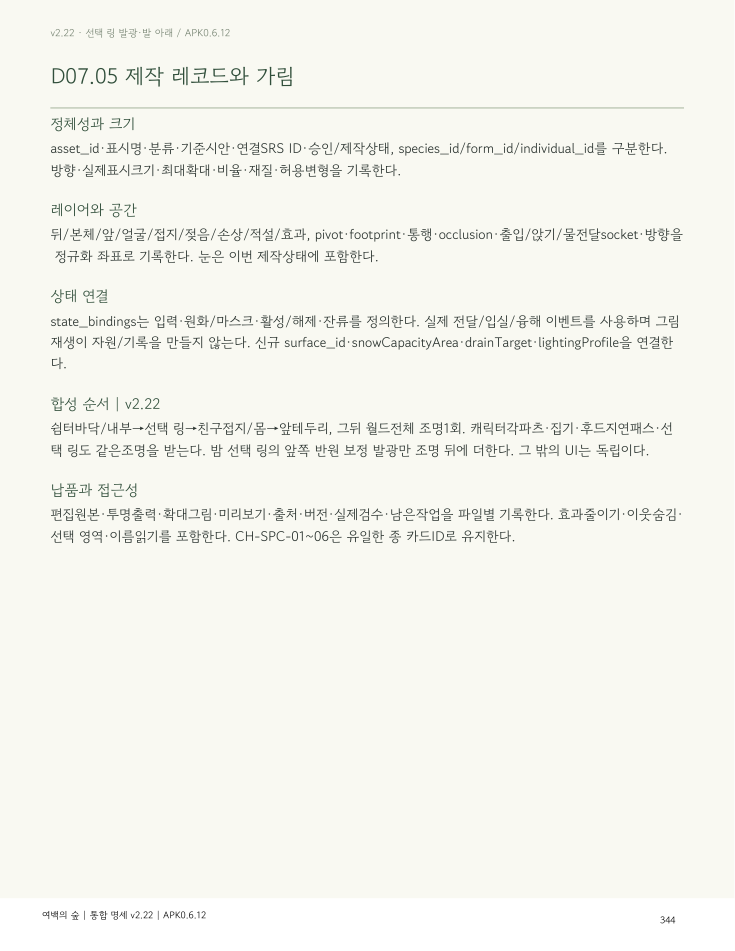 v2.22 · 선택 링 발광·발 아래 / APK0.6.12
D07.05 제작 레코드와 가림
정체성과 크기
asset_id·표시명·분류·기준시안·연결SRS ID·승인/제작상태, species_id/form_id/individual_id를 구분한다.
방향·실제표시크기·최대확대·비율·재질·허용변형을 기록한다.
레이어와 공간
뒤/본체/앞/얼굴/접지/젖음/손상/적설/효과, pivot·footprint·통행·occlusion·출입/앉기/물전달socket·방향을
정규화 좌표로 기록한다. 눈은 이번 제작상태에 포함한다.
상태 연결
state_bindings는 입력·원화/마스크·활성/해제·잔류를 정의한다. 실제 전달/입실/융해 이벤트를 사용하며 그림
재생이 자원/기록을 만들지 않는다. 신규 surface_id·snowCapacityArea·drainTarget·lightingProfile을 연결한
다.
합성 순서 | v2.22
쉼터바닥/내부→선택 링→친구접지/몸→앞테두리, 그뒤 월드전체 조명1회. 캐릭터각파츠·집기·후드지연패스·선
택 링도 같은조명을 받는다. 밤 선택 링의 앞쪽 반원 보정 발광만 조명 뒤에 더한다. 그 밖의 UI는 독립이다.
납품과 접근성
편집원본·투명출력·확대그림·미리보기·출처·버전·실제검수·남은작업을 파일별 기록한다. 효과줄이기·이웃숨김·
선택 영역·이름읽기를 포함한다. CH-SPC-01~06은 유일한 종 카드ID로 유지한다.
여백의 숲 | 통합 명세 v2.22 | APK0.6.12
344